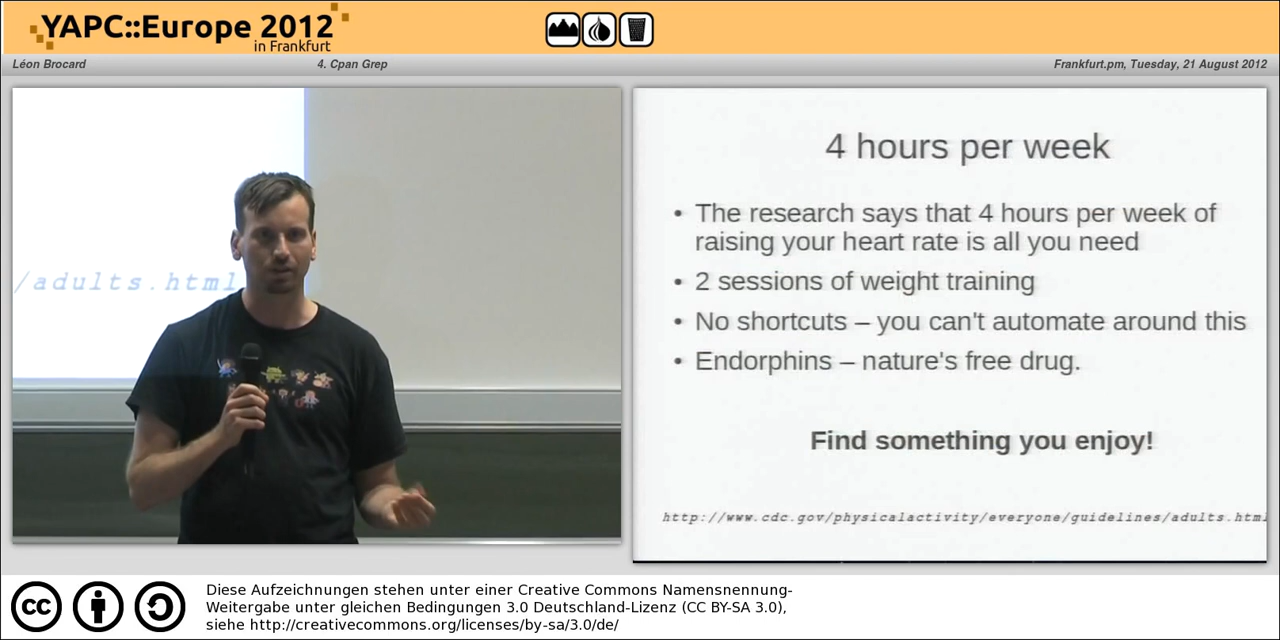 YAPC::Europe 2012
in Frankfurt
Léon Brocard
4. Cpan Grep
Frankfurt.pm, Tuesday, 21 August 2012
/adults.html
4 hours per week
• The research says that 4 hours per week of
raising your heart rate is all you need
• 2 sessions of weight training
• No shortcuts – you can't automate around this
• Endorphins – nature's free drug.
Find something you enjoy!
http://www.cdc.gov/physicalactivity/everyone/guidelines/adults.html
cc
Diese Aufzeichnungen stehen unter einer Creative Commons Namensnennung-
Weitergabe unter gleichen Bedingungen 3.0 Deutschland-Lizenz (CC BY-SA 3.0),
siehe http://creativecommons.org/licenses/by-sa/3.0/de/